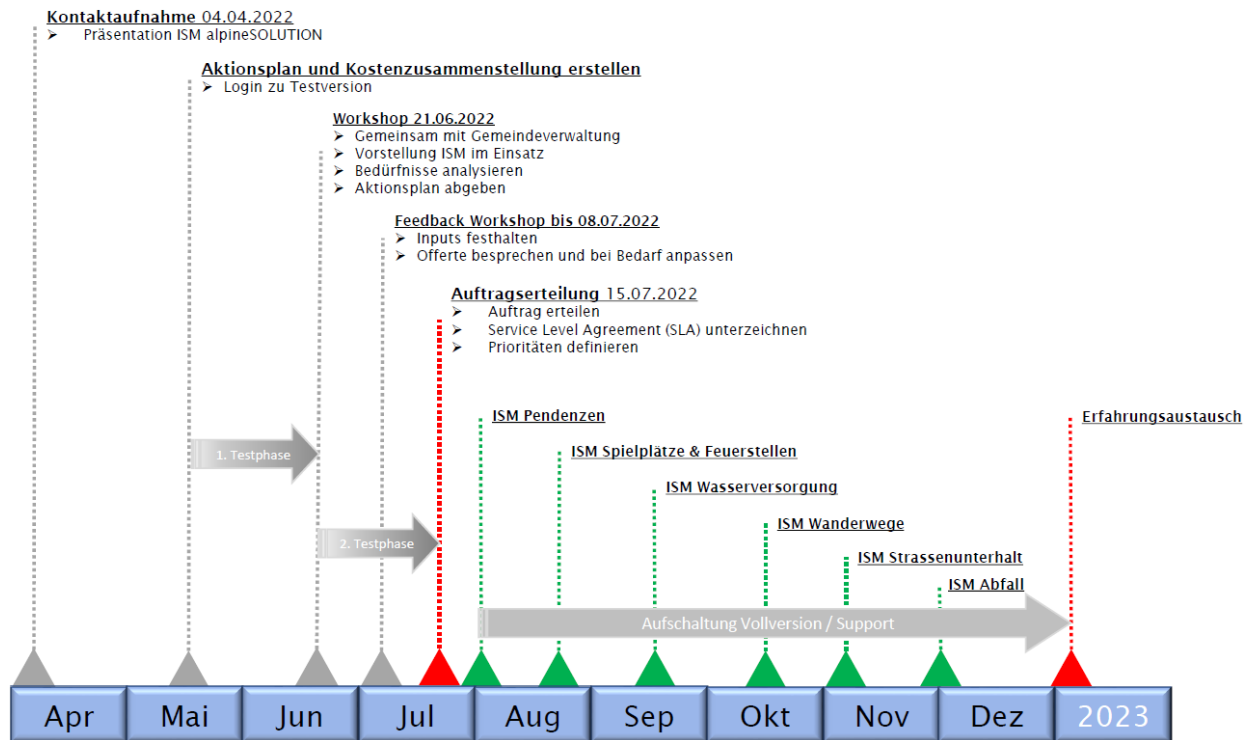 Kontaktaufnahme 04.04.2022
➢ Präsentation ISM alpineSOLUTION
Aktionsplan und Kostenzusammenstellung erstellen
➢ Login zu Testversion
Workshop 21.06.2022
➢ Gemeinsam mit Gemeindeverwaltung
➢ Vorstellung ISM im Einsatz
➢ Bedürfnisse analysieren
➢ Aktionsplan abgeben
Feedback Workshop bis 08.07.2022
➢ Inputs festhalten
➢ Offerte besprechen und bei Bedarf anpassen
Auftragserteilung 15.07.2022
➢ Auftrag erteilen
➢ Service Level Agreement (SLA) unterzeichnen
➢ Prioritäten definieren
ISM Pendenzen
Erfahrungsaustausch
1. Testphase
ISM Spielplätze & Feuerstellen
ISM Wasserversorgung
ISM Wanderwege
2. Testphase
ISM Strassenunterhalt
ISM Abfall
Aufschaltung Vollversion / Support
Apr Mai Jun Jul Aug Sep Okt Nov Dez 2023